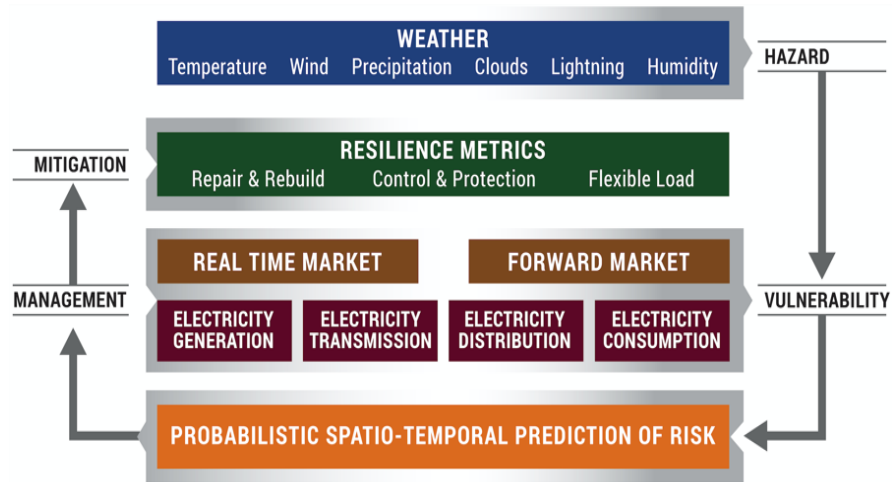 WEATHER
Temperature Wind Precipitation Clouds Lightning Humidity
HAZARD
MITIGATION
RESILIENCE METRICS
Repair & Rebuild Control & Protection Flexible Load
REAL TIME MARKET
FORWARD MARKET
MANAGEMENT
VULNERABILITY
ELECTRICITY
GENERATION
ELECTRICITY
TRANSMISSION
ELECTRICITY
DISTRIBUTION
ELECTRICITY
CONSUMPTION
PROBABILISTIC SPATIO-TEMPORAL PREDICTION OF RISK